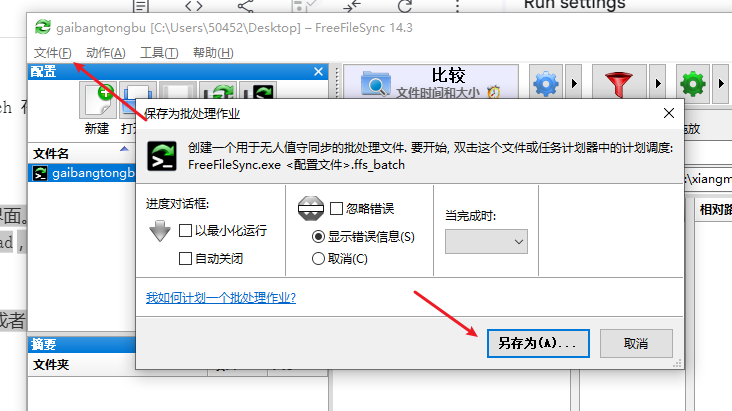 Run settings
gaibangtongbu [C:\Users\50452\Desktop] – FreeFileSync 14.3
文件(F) 动作(A) 工具(T) 帮助(H)
配置
比较
文件时间和大小
新建
保存为批处理作业
文件名
gaibangtongbu
创建一个用于无人值守同步的批处理文件. 要开始, 双击这个文件或任务计划器中的计划调度:
FreeFileSync.exe <配置文件>.ffs_batch
进度对话框:
以最小化运行
自动关闭
忽略错误
显示错误信息(S)
取消(C)
当完成时:
我如何计划一个批处理作业?
另存为(A)...
取消
:\xiangm
相对路
界面。
ad ,
或者
摘要
文件夹